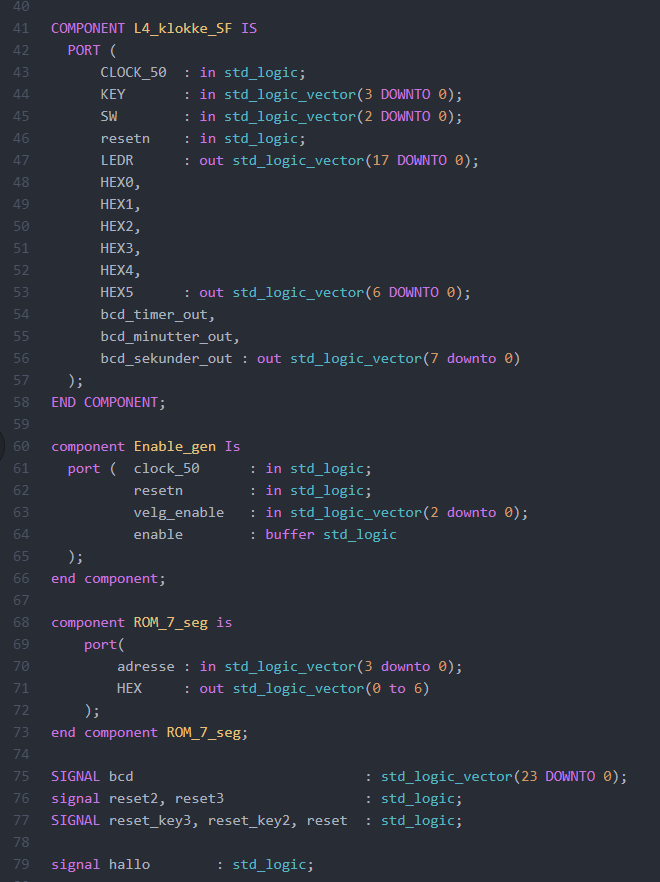 40
41 COMPONENT L4_klokke_SF IS
42 PORT (
43 CLOCK_50 : in std_logic;
44 KEY : in std_logic_vector(3 DOWNTO 0);
45 SW : in std_logic_vector(2 DOWNTO 0);
46 resetn : in std_logic;
47 LEDR : out std_logic_vector(17 DOWNTO 0);
48 HEX0,
49 HEX1,
50 HEX2,
51 HEX3,
52 HEX4,
53 HEX5 : out std_logic_vector(6 DOWNTO 0);
54 bcd_timer_out,
55 bcd_minutter_out,
56 bcd_sekunder_out : out std_logic_vector(7 downto 0)
57 );
58 END COMPONENT;
59
60 component Enable_gen Is
61 port ( clock_50 : in std_logic;
62 resetn : in std_logic;
63 velg_enable : in std_logic_vector(2 downto 0);
64 enable : buffer std_logic
65 );
66 end component;
67
68 component ROM_7_seg is
69 port(
70 adresse : in std_logic_vector(3 downto 0);
71 HEX : out std_logic_vector(0 to 6)
72 );
73 end component ROM_7_seg;
74
75 SIGNAL bcd : std_logic_vector(23 DOWNTO 0);
76 signal reset2, reset3 : std_logic;
77 SIGNAL reset_key3, reset_key2, reset : std_logic;
78
79 signal hallo : std_logic;